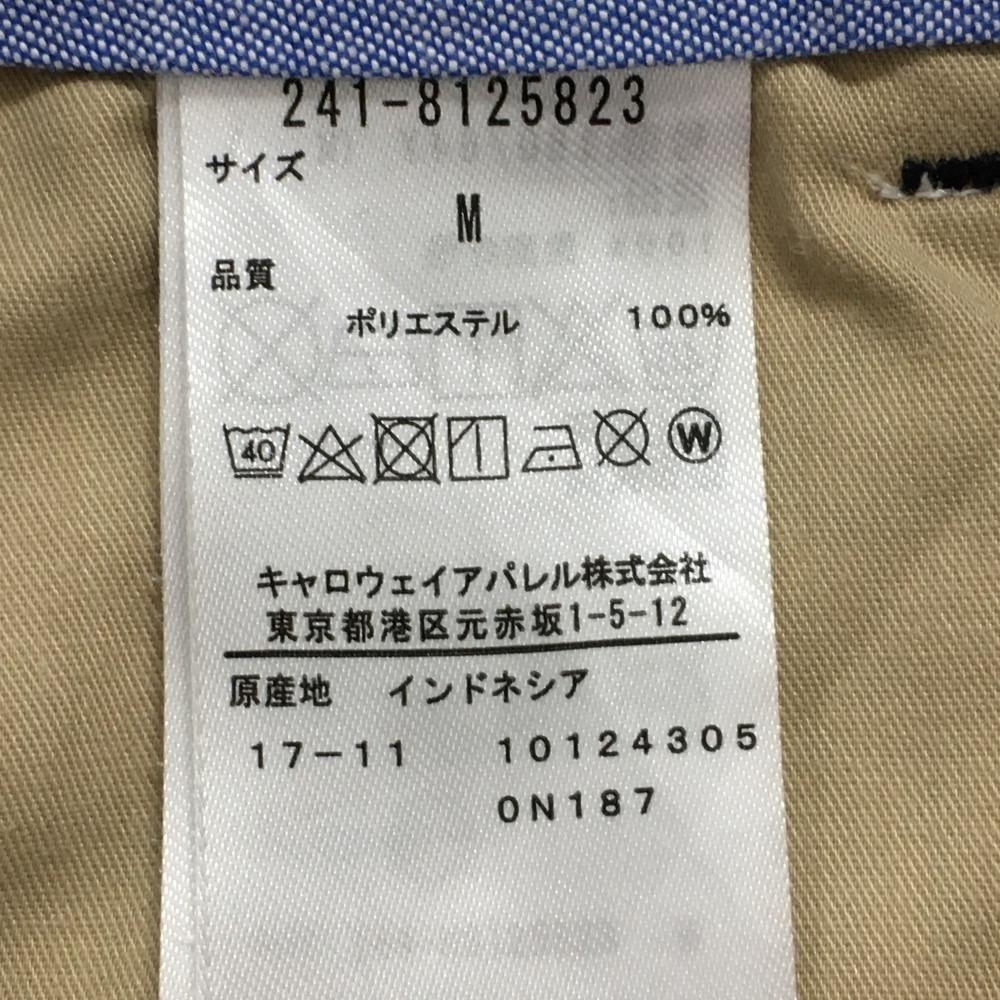 241-8125823
サイズ
M
品質
ポリエステル 100%
40 W
キャロウェイアパレル株式会社
東京都港区元赤坂1-5-12
原産地 インドネシア
17-11 10124305
0N187